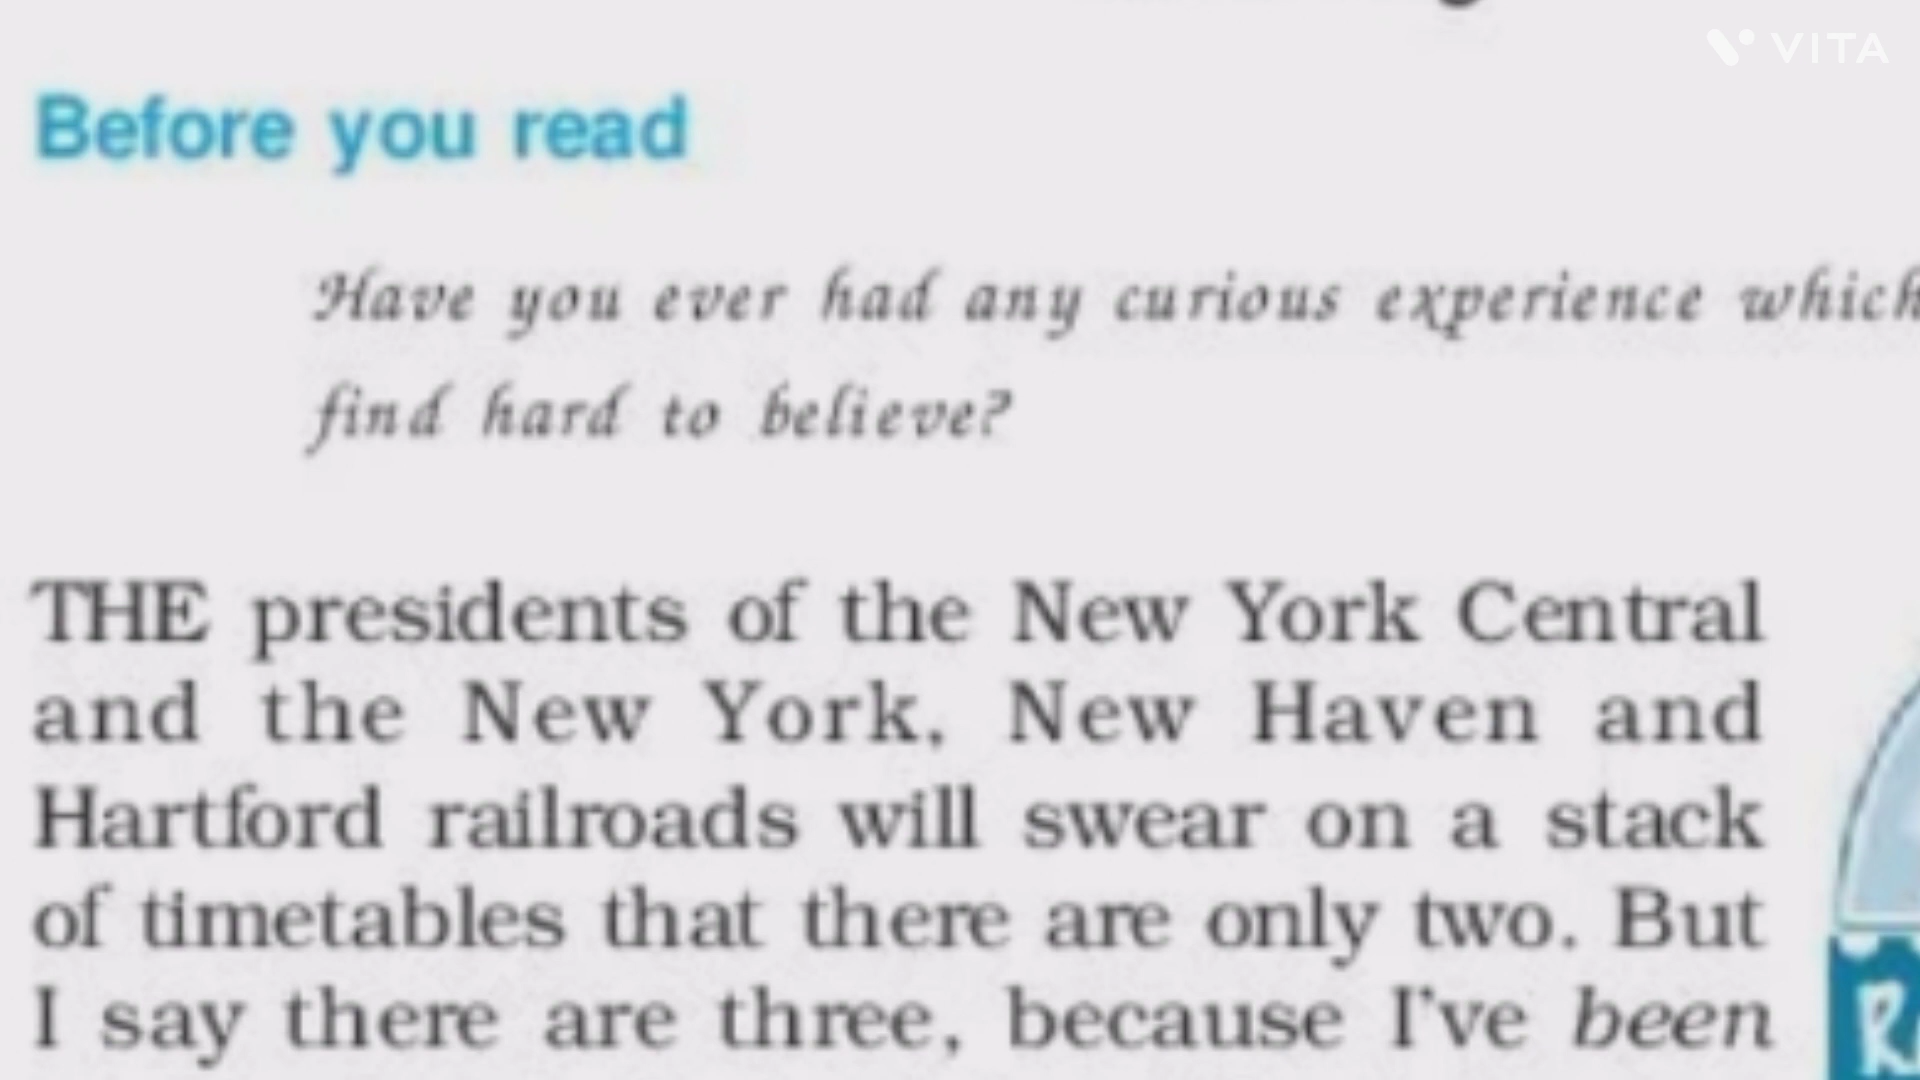 VITA
Before you read
Have you ever had any curious experience which
find hard to believe?
THE presidents of the New York Central
and the New York, New Haven and
Hartford railroads will swear on a stack
of timetables that there are only two. But
I say there are three, because I've been